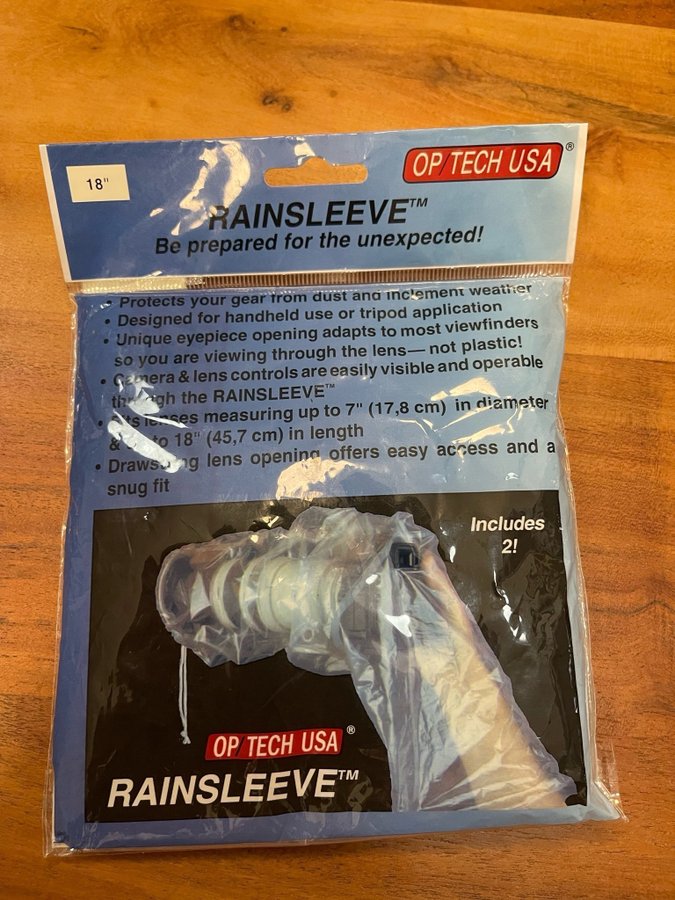 18"
OP/TECH USA®
RAINSLEEVE™
Be prepared for the unexpected!
• Protects your gear from dust and inclement weather
• Designed for handheld use or tripod application
• Unique eyepiece opening adapts to most viewfinders
so you are viewing through the lens— not plastic!
• Camera & lens controls are easily visible and operable
through the RAINSLEEVE™
• Fits lenses measuring up to 7" (17,8 cm) in diameter
& up to 18" (45,7 cm) in length
• Drawstring lens opening offers easy access and a
snug fit
Includes
2!
OP/TECH USA®
RAINSLEEVE™